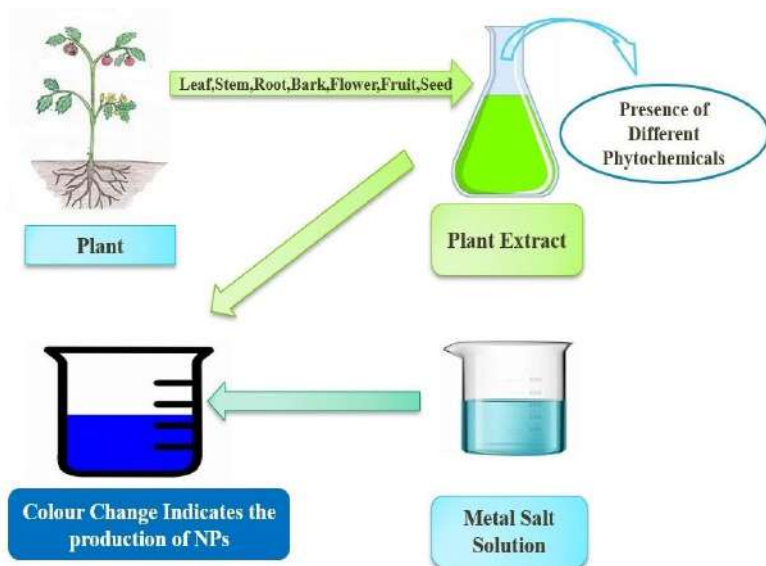 Leaf,Stem,Root,Bark,Flower,Fruit,Seed
Presence of
Different
Phytochemicals
Plant
Plant Extract
Colour Change Indicates the
production of NPs
Metal Salt
Solution